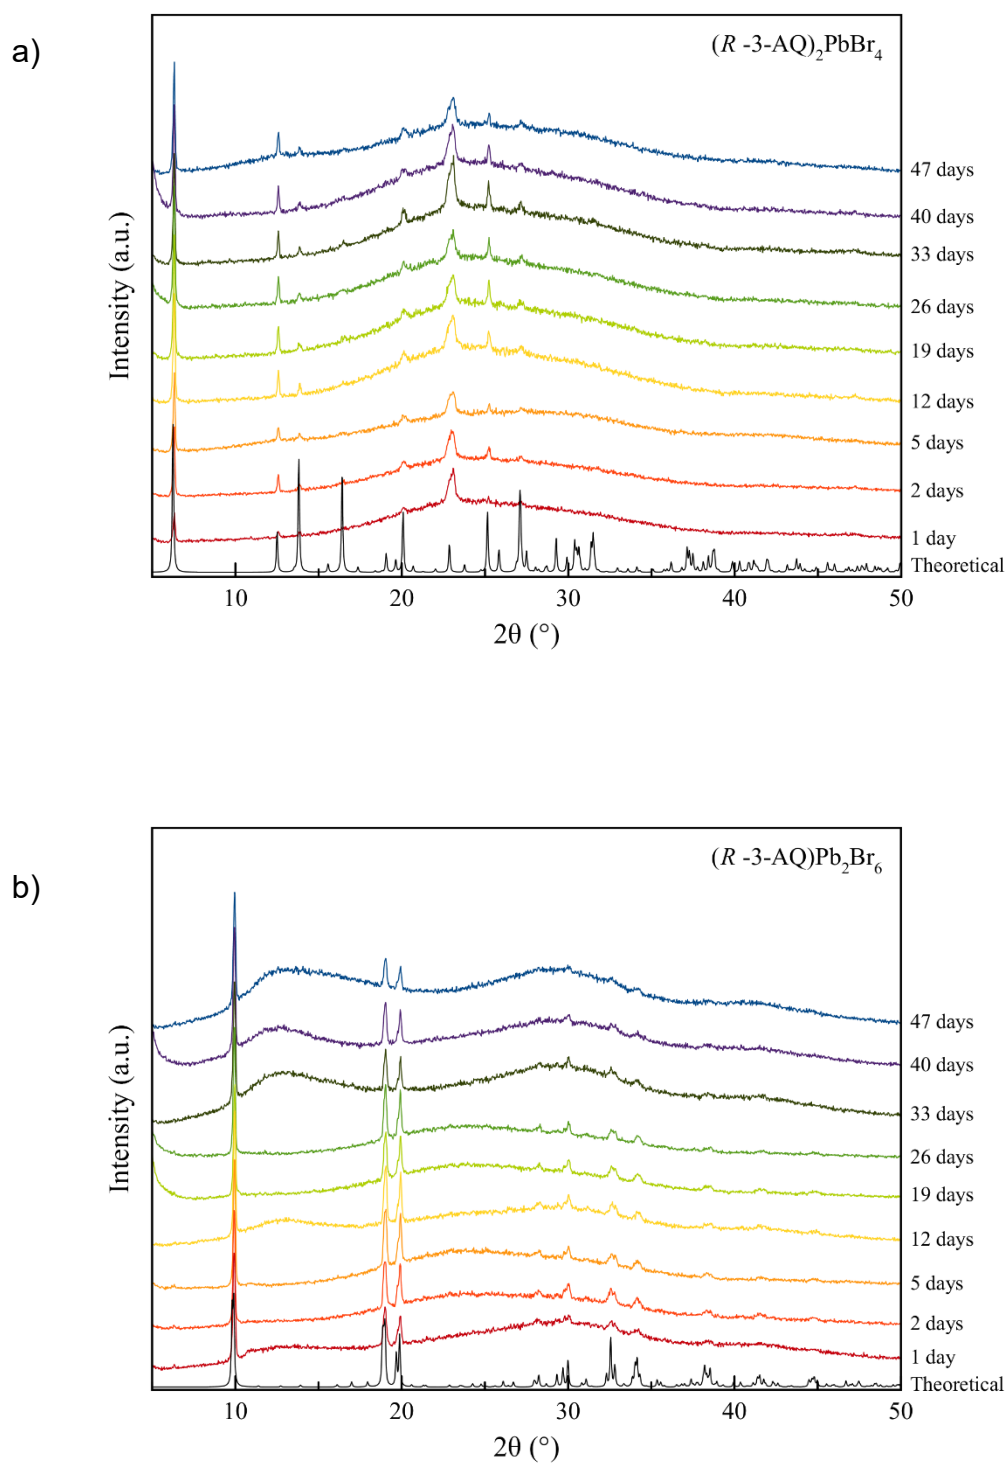 a)
(R -3-AQ)₂PbBr₄
Intensity (a.u.)
47 days
40 days
33 days
26 days
19 days
12 days
5 days
2 days
1 day
Theoretical
10 20 30 40 50
2θ (°)
b)
(R -3-AQ)Pb₂Br₆
Intensity (a.u.)
47 days
40 days
33 days
26 days
19 days
12 days
5 days
2 days
1 day
Theoretical
10 20 30 40 50
2θ (°)